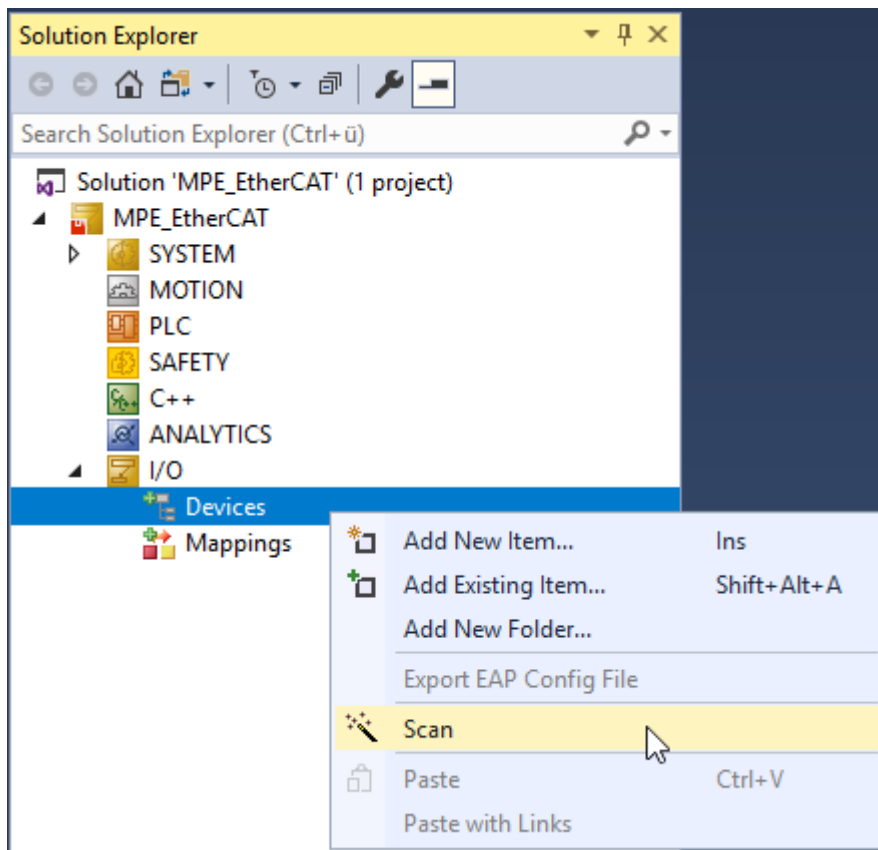 Solution Explorer
Search Solution Explorer (Ctrl+ü)
Solution 'MPE_EtherCAT' (1 project)
MPE_EtherCAT
SYSTEM
MOTION
PLC
SAFETY
C++
ANALYTICS
I/O
Devices
Mappings
Add New Item... Ins
Add Existing Item... Shift+Alt+A
Add New Folder...
Export EAP Config File
Scan
Paste Ctrl+V
Paste with Links